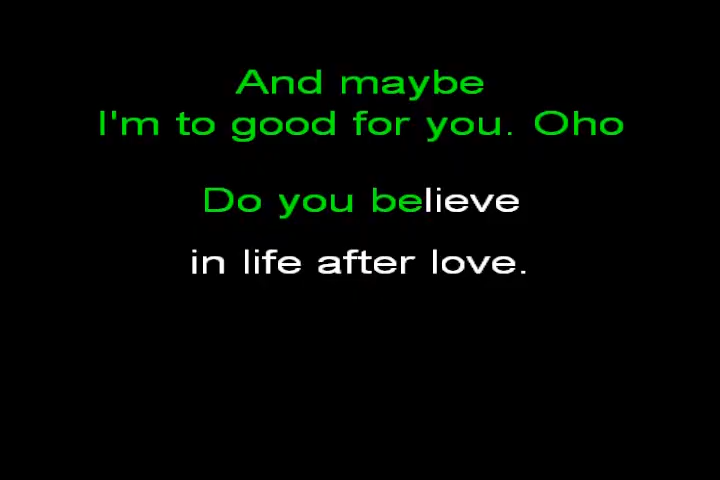 And maybe
I'm to good for you. Oho
Do you believe
in life after love.